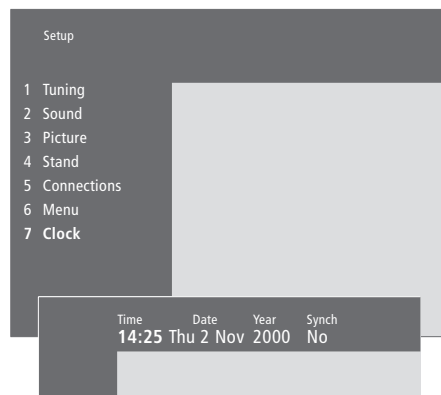 Setup
1 Tuning
2 Sound
3 Picture
4 Stand
5 Connections
6 Menu
7 Clock
Time Date Year Synch
14:25 Thu 2 Nov 2000 No